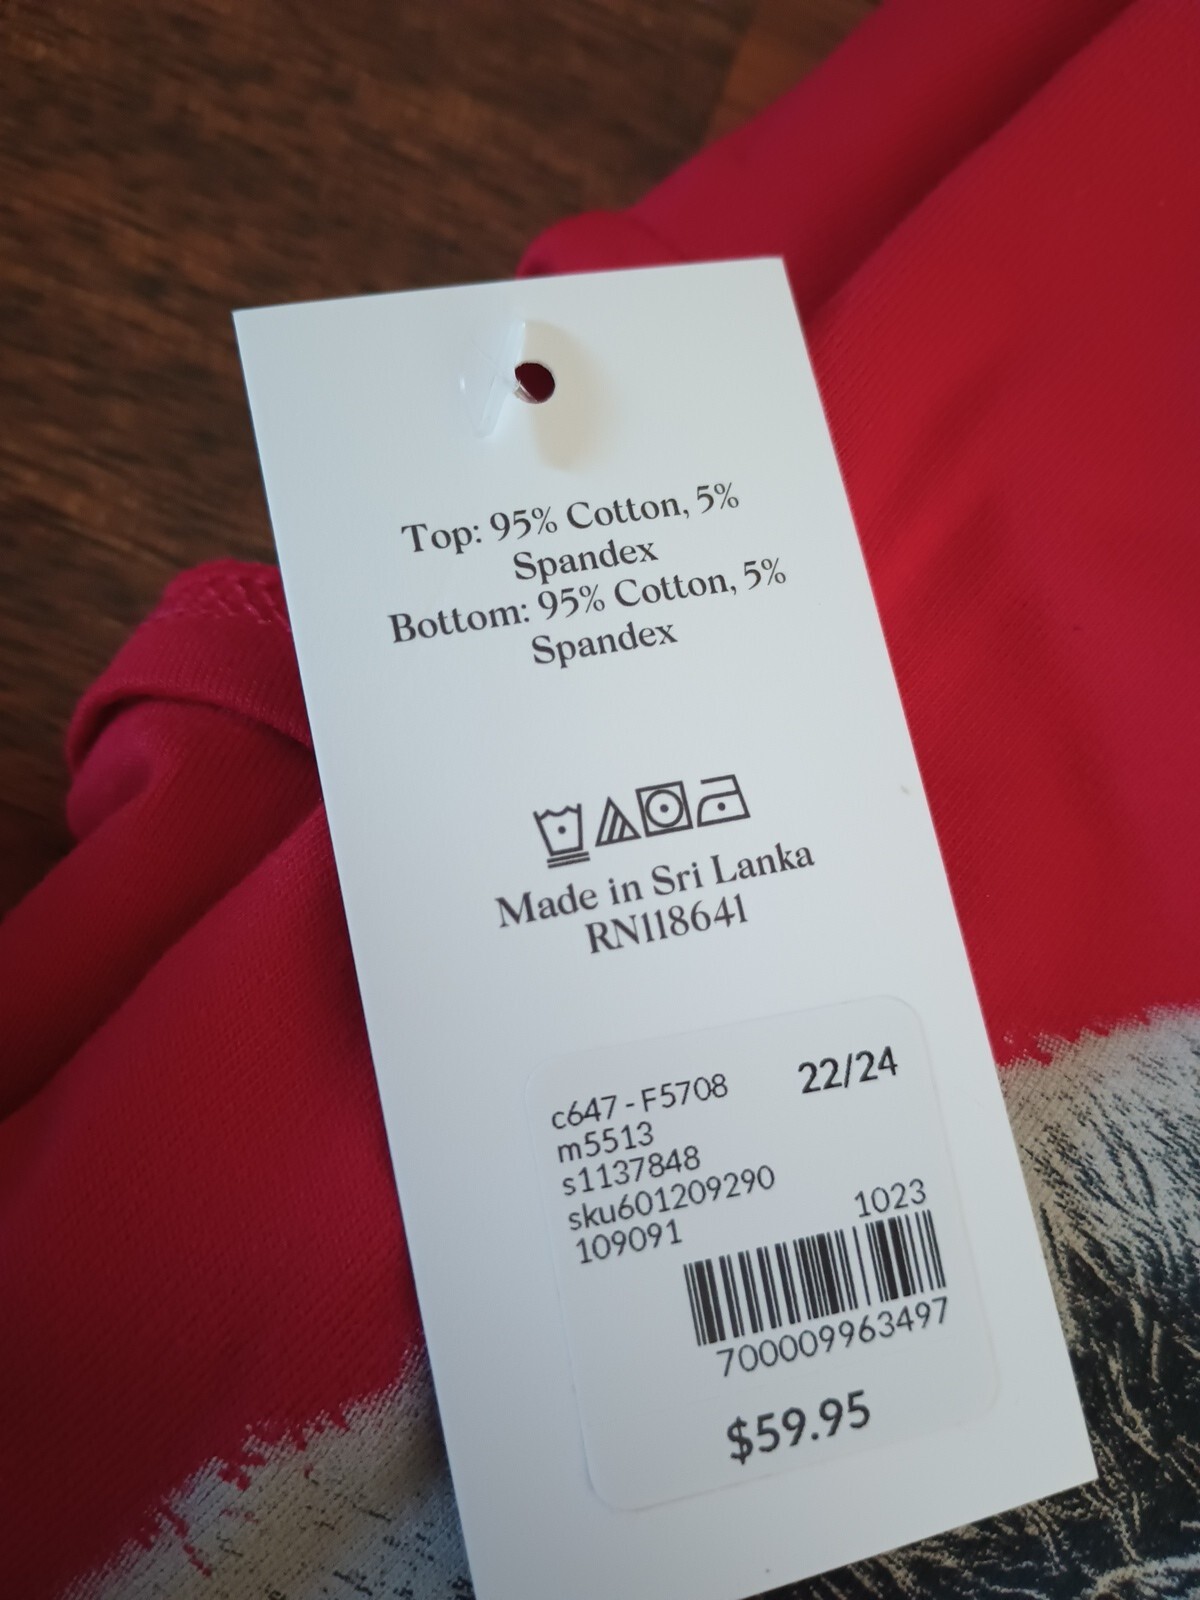 Top: 95% Cotton, 5%
Spandex
Bottom: 95% Cotton, 5%
Spandex
Made in Sri Lanka
RN118641
c647 - F5708 22/24
m5513
s1137848
sku601209290
109091 1023
700009963497
$59.95